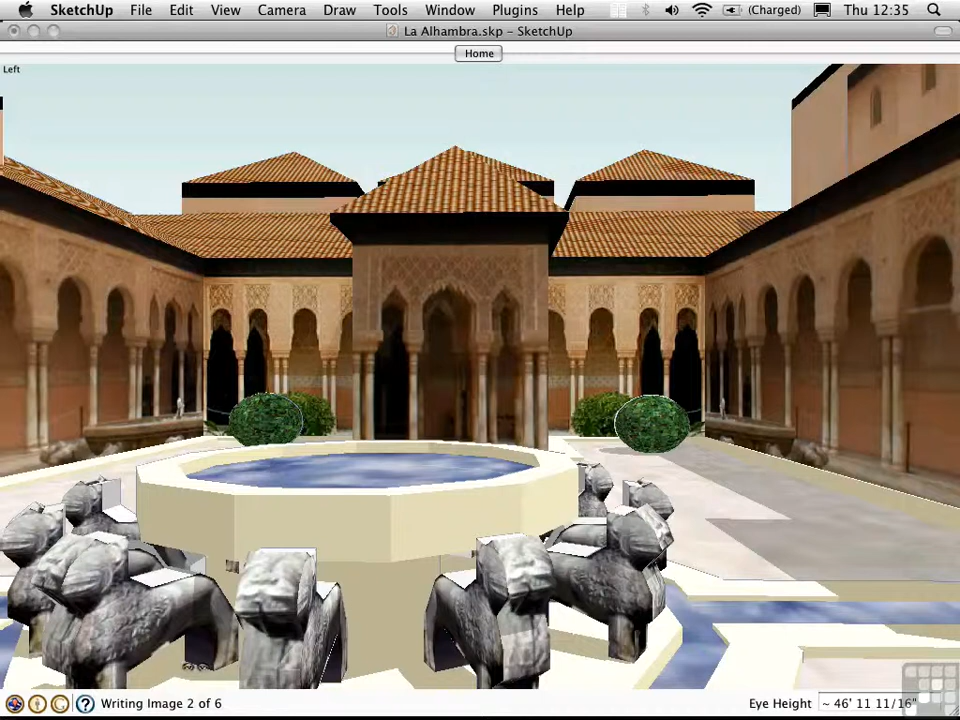 SketchUp File Edit View Camera Draw Tools Window Plugins Help (Charged) Thu 12:35
La Alhambra.skp – SketchUp
Home
Left
Writing Image 2 of 6 Eye Height ~ 46' 11 11/16"